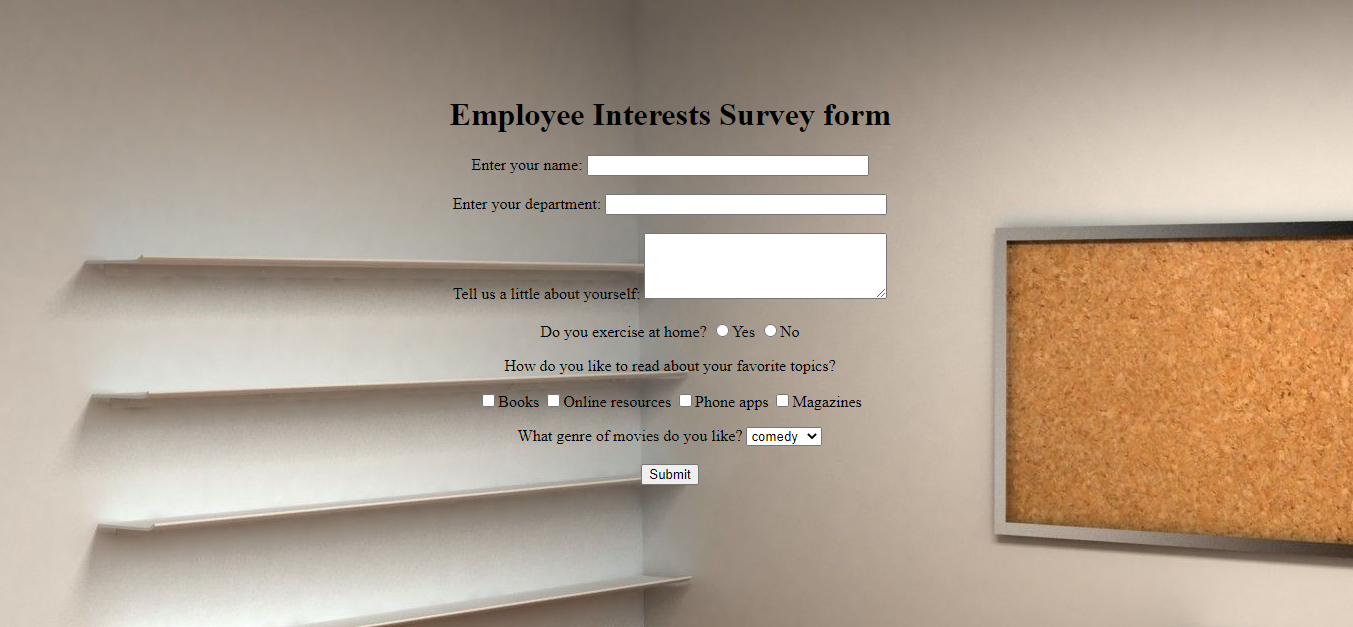 Employee Interests Survey form
Enter your name:
Enter your department:
Tell us a little about yourself:
Do you exercise at home? Yes No
How do you like to read about your favorite topics?
Books Online resources Phone apps Magazines
What genre of movies do you like? comedy
Submit